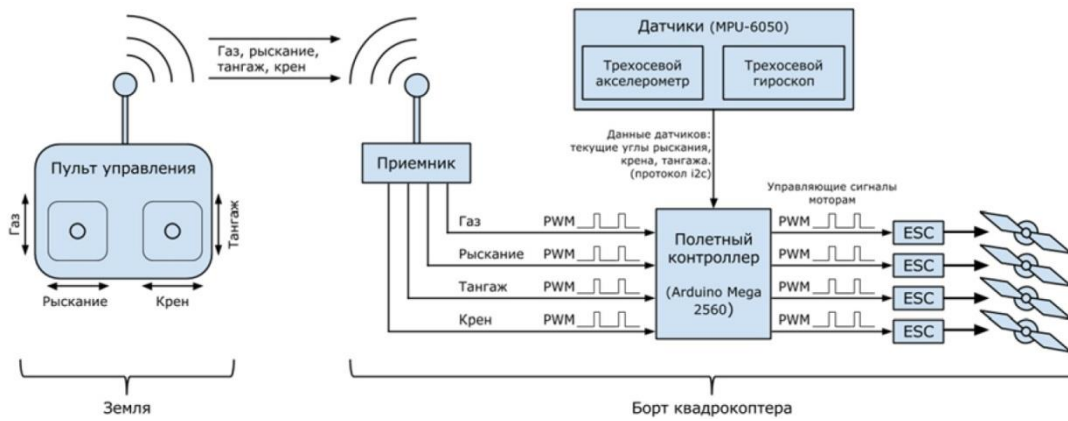 Газ, рыскание,
тангаж, крен
Датчики (MPU-6050)
Трехосевой
акселерометр
Трехосевой
гироскоп
Данные датчиков:
текущие углы рыскания,
крена, тангажа.
(протокол i2c)
Пульт управления
Газ
Тангаж
Рыскание
Крен
Приемник
Газ
PWM
Рыскание
PWM
Тангаж
PWM
Крен
PWM
Полетный
контроллер
(Arduino Mega
2560)
Управляющие сигналы
моторам
PWM
ESC
PWM
ESC
PWM
ESC
PWM
ESC
Земля
Борт квадрокоптера